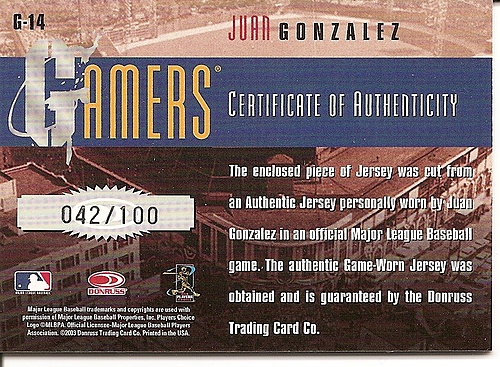 G-14
JUAN GONZALEZ
GAMERS®
CERTIFICATE OF AUTHENTICITY
The enclosed piece of Jersey was cut from
an Authentic Jersey personally worn by Juan
Gonzalez in an official Major League Baseball
game. The authentic Game-Worn Jersey was
obtained and is guaranteed by the Donruss
Trading Card Co.
042/100
MAJOR LEAGUE BASEBALL
DONRUSS
PLAYERS
Major League Baseball trademarks and copyrights are used with
permission of Major League Baseball Properties, Inc. Players Choice
Logo ©MLBPA. Official Licensee-Major League Baseball Players
Association. ©2003 Donruss Trading Card Co. Printed in the USA.